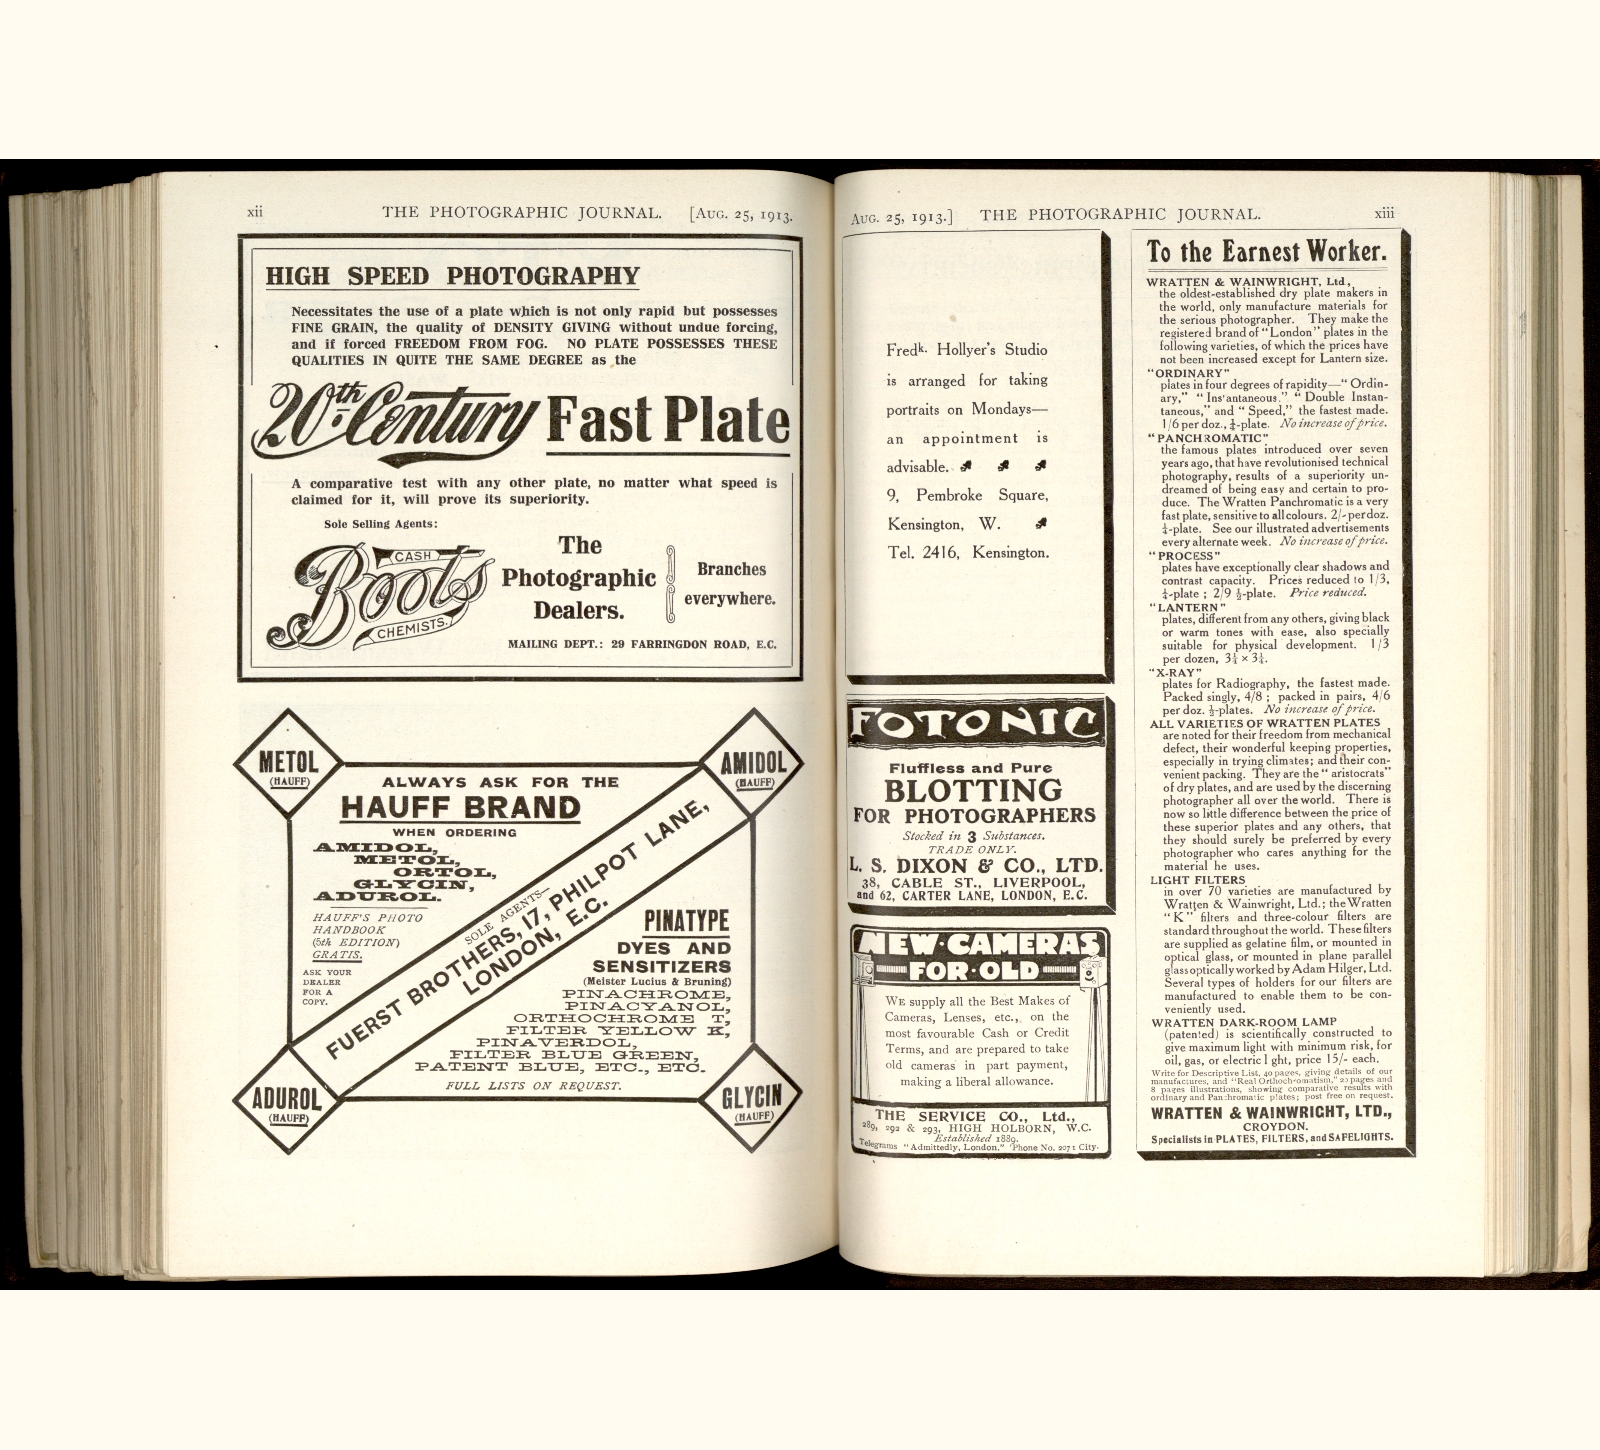 xii
THE PHOTOGRAPHIC JOURNAL.
[AUG. 25, 1913.
HIGH SPEED PHOTOGRAPHY
Necessitates the use of a plate which is not only rapid but possesses
FINE GRAIN, the quality of DENSITY GIVING without undue forcing,
and if forced FREEDOM FROM FOG. NO PLATE POSSESSES THESE
QUALITIES IN QUITE THE SAME DEGREE as the
20th Century Fast Plate
A comparative test with any other plate, no matter what speed is
claimed for it, will prove its superiority.
Sole Selling Agents:
Boots
CASH
CHEMISTS.
The
Photographic
Dealers.
Branches
everywhere.
MAILING DEPT.: 29 FARRINGDON ROAD, E.C.
METOL
(HAUFF)
AMIDOL
(HAUFF)
ALWAYS ASK FOR THE
HAUFF BRAND
WHEN ORDERING
AMIDOL,
METOL,
ORTOL,
GLYCIN,
ADUROL.
HAUFF'S PHOTO
HANDBOOK
(5th EDITION)
GRATIS.
ASK YOUR
DEALER
FOR A
COPY.
SOLE AGENTS—
FUERST BROTHERS, 17, PHILPOT LANE,
LONDON, E.C.
PINATYPE
DYES AND
SENSITIZERS
(Meister Lucius & Bruning)
PINACHROME,
PINACYANOL,
ORTHOCHROME T,
FILTER YELLOW K,
PINAVERDOL,
FILTER BLUE GREEN,
PATENT BLUE, ETC., ETC.
FULL LISTS ON REQUEST.
ADUROL
(HAUFF)
GLYCIN
(HAUFF)
AUG. 25, 1913.]
THE PHOTOGRAPHIC JOURNAL.
xiii
Fredk. Hollyer's Studio
is arranged for taking
portraits on Mondays—
an appointment is
advisable.
9, Pembroke Square,
Kensington, W.
Tel. 2416, Kensington.
FOTONIC
Fluffless and Pure
BLOTTING
FOR PHOTOGRAPHERS
Stocked in 3 Substances.
TRADE ONLY.
L. S. DIXON & CO., LTD.
38, CABLE ST., LIVERPOOL,
and 62, CARTER LANE, LONDON, E.C.
NEW·CAMERAS
FOR·OLD
WE supply all the Best Makes of
Cameras, Lenses, etc., on the
most favourable Cash or Credit
Terms, and are prepared to take
old cameras in part payment,
making a liberal allowance.
THE SERVICE CO., Ltd.,
289, 292 & 293, HIGH HOLBORN, W.C.
Established 1889.
Telegrams "Admittedly, London." 'Phone No. 2071 City.
To the Earnest Worker.
WRATTEN & WAINWRIGHT, Ltd.,
the oldest-established dry plate makers in
the world, only manufacture materials for
the serious photographer. They make the
registered brand of "London" plates in the
following varieties, of which the prices have
not been increased except for Lantern size.
"ORDINARY"
plates in four degrees of rapidity—"Ordin-
ary," "Instantaneous," "Double Instan-
taneous," and "Speed," the fastest made.
1/6 per doz., ¼-plate. No increase of price.
"PANCHROMATIC"
the famous plates introduced over seven
years ago, that have revolutionised technical
photography, results of a superiority un-
dreamed of being easy and certain to pro-
duce. The Wratten Panchromatic is a very
fast plate, sensitive to all colours. 2/- per doz.
¼-plate. See our illustrated advertisements
every alternate week. No increase of price.
"PROCESS"
plates have exceptionally clear shadows and
contrast capacity. Prices reduced to 1/3,
¼-plate; 2/9 ½-plate. Price reduced.
"LANTERN"
plates, different from any others, giving black
or warm tones with ease, also specially
suitable for physical development. 1/3
per dozen, 3¼ × 3¼.
"X-RAY"
plates for Radiography, the fastest made.
Packed singly, 4/8; packed in pairs, 4/6
per doz. ½-plates. No increase of price.
ALL VARIETIES OF WRATTEN PLATES
are noted for their freedom from mechanical
defect, their wonderful keeping properties,
especially in trying climates; and their con-
venient packing. They are the "aristocrats"
of dry plates, and are used by the discerning
photographer all over the world. There is
now so little difference between the price of
these superior plates and any others, that
they should surely be preferred by every
photographer who cares anything for the
material he uses.
LIGHT FILTERS
in over 70 varieties are manufactured by
Wratten & Wainwright, Ltd.; the Wratten
"K" filters and three-colour filters are
standard throughout the world. These filters
are supplied as gelatine film, or mounted in
optical glass, or mounted in plane parallel
glass optically worked by Adam Hilger, Ltd.
Several types of holders for our filters are
manufactured to enable them to be con-
veniently used.
WRATTEN DARK-ROOM LAMP
(patented) is scientifically constructed to
give maximum light with minimum risk, for
oil, gas, or electric l ght, price 15/- each.
Write for Descriptive List, 40 pages, giving details of our
manufactures, and "Real Orthochromatism," 20 pages and
8 pages illustrations, showing comparative results with
ordinary and Panchromatic plates; post free on request.
WRATTEN & WAINWRIGHT, LTD.,
CROYDON.
Specialists in PLATES, FILTERS, and SAFELIGHTS.